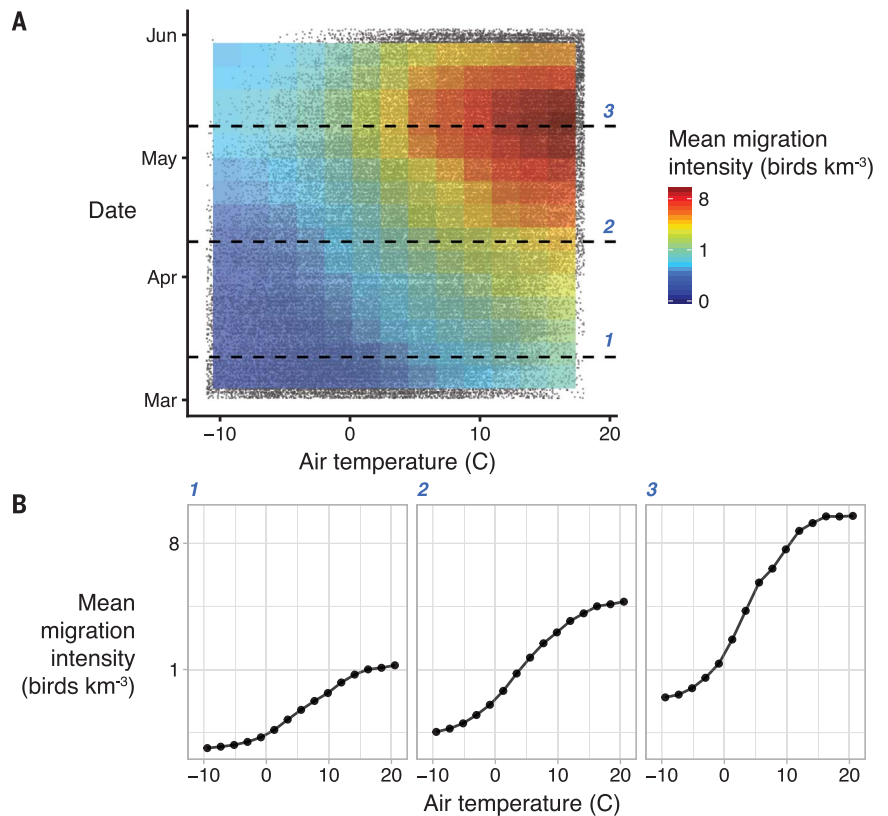 A
Jun
May
Date
Apr
Mar
−10 0 10 20
Air temperature (C)
3
2
1
Mean migration
intensity (birds km-3)
8
1
0
B
1 2 3
8
1
Mean
migration
intensity
(birds km-3)
−10 0 10 20 −10 0 10 20 −10 0 10 20
Air temperature (C)